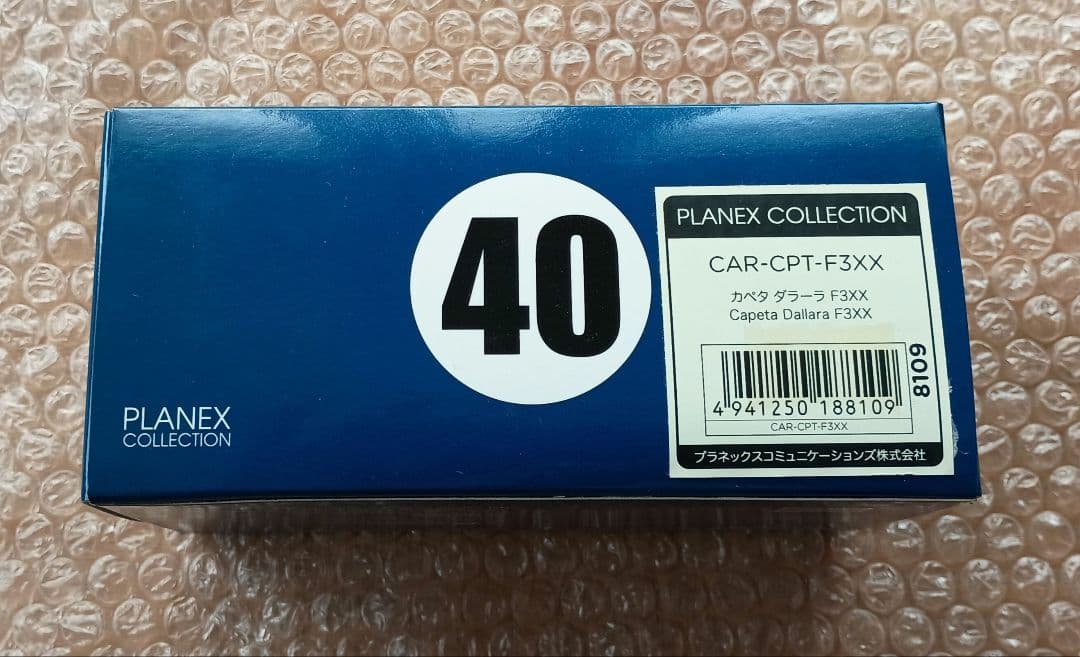 40
PLANEX
COLLECTION
PLANEX COLLECTION
CAR-CPT-F3XX
カペタ ダラーラ F3XX
Capeta Dallara F3XX
8109
4 941250 188109
CAR-CPT-F3XX
プラネックスコミュニケーションズ株式会社